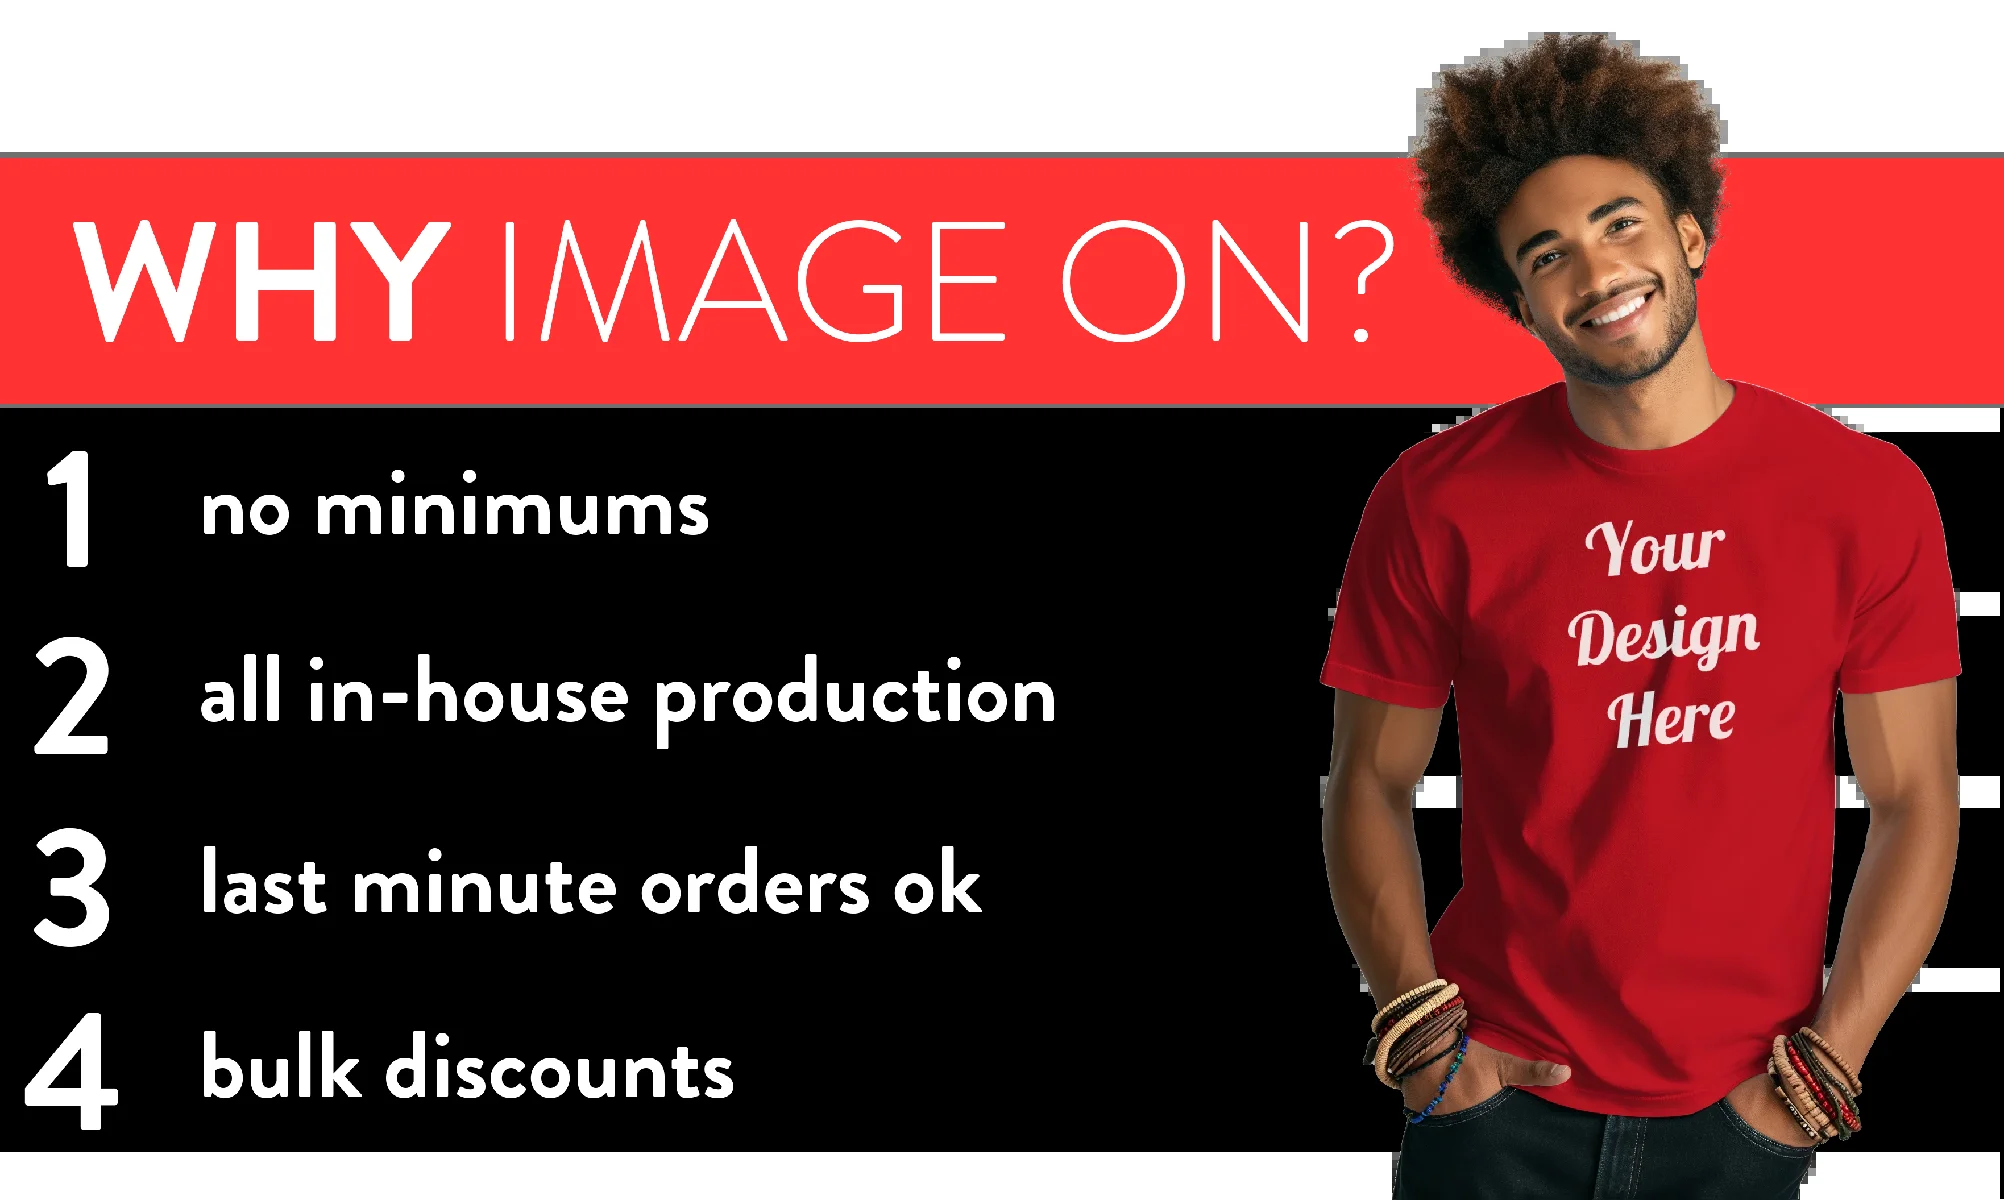 WHY IMAGE ON?
1 no minimums
2 all in-house production
3 last minute orders ok
4 bulk discounts
Your
Design
Here